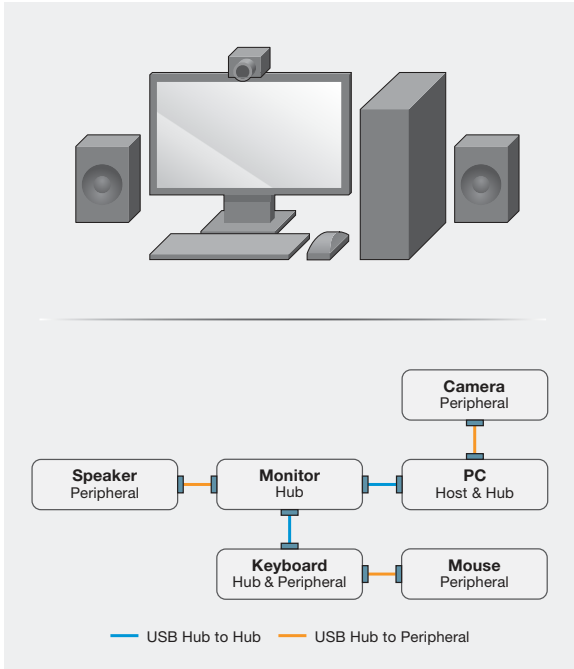 Camera
Peripheral
Speaker
Peripheral
Monitor
Hub
PC
Host & Hub
Keyboard
Hub & Peripheral
Mouse
Peripheral
USB Hub to Hub
USB Hub to Peripheral